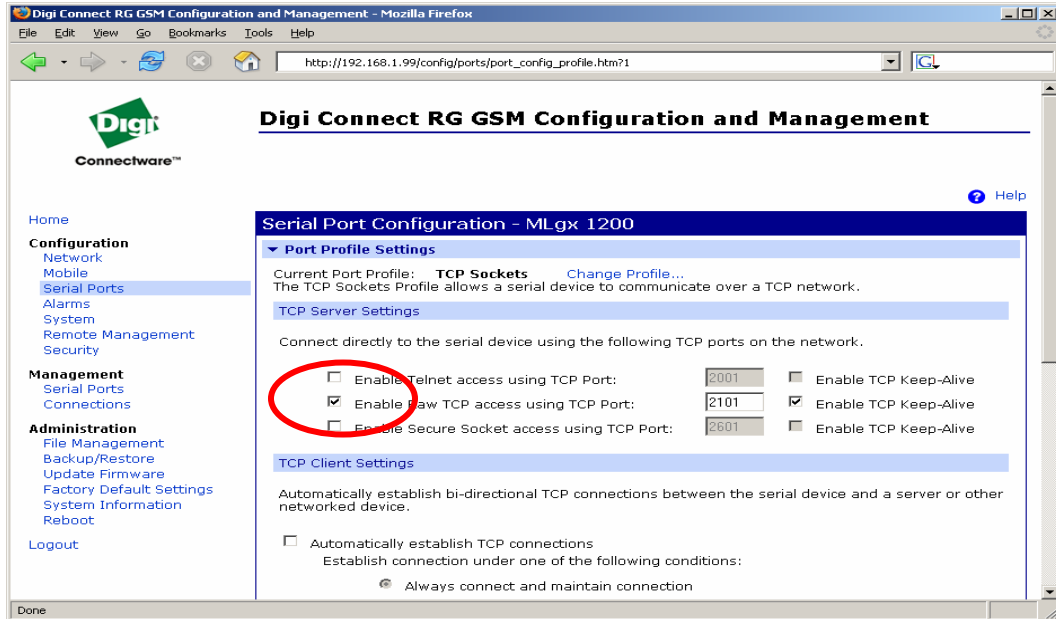 Digi Connect RG GSM Configuration and Management - Mozilla Firefox
File Edit View Go Bookmarks Tools Help
http://192.168.1.99/config/ports/port_config_profile.htm?1
G
Digi
Connectware™
Digi Connect RG GSM Configuration and Management
? Help
Home
Configuration
Network
Mobile
Serial Ports
Alarms
System
Remote Management
Security
Management
Serial Ports
Connections
Administration
File Management
Backup/Restore
Update Firmware
Factory Default Settings
System Information
Reboot
Logout
Serial Port Configuration - MLgx 1200
Port Profile Settings
Current Port Profile: TCP Sockets Change Profile...
The TCP Sockets Profile allows a serial device to communicate over a TCP network.
TCP Server Settings
Connect directly to the serial device using the following TCP ports on the network.
Enable Telnet access using TCP Port: 2001 Enable TCP Keep-Alive
Enable Raw TCP access using TCP Port: 2101 Enable TCP Keep-Alive
Enable Secure Socket access using TCP Port: 2601 Enable TCP Keep-Alive
TCP Client Settings
Automatically establish bi-directional TCP connections between the serial device and a server or other
networked device.
Automatically establish TCP connections
Establish connection under one of the following conditions:
Always connect and maintain connection
Done